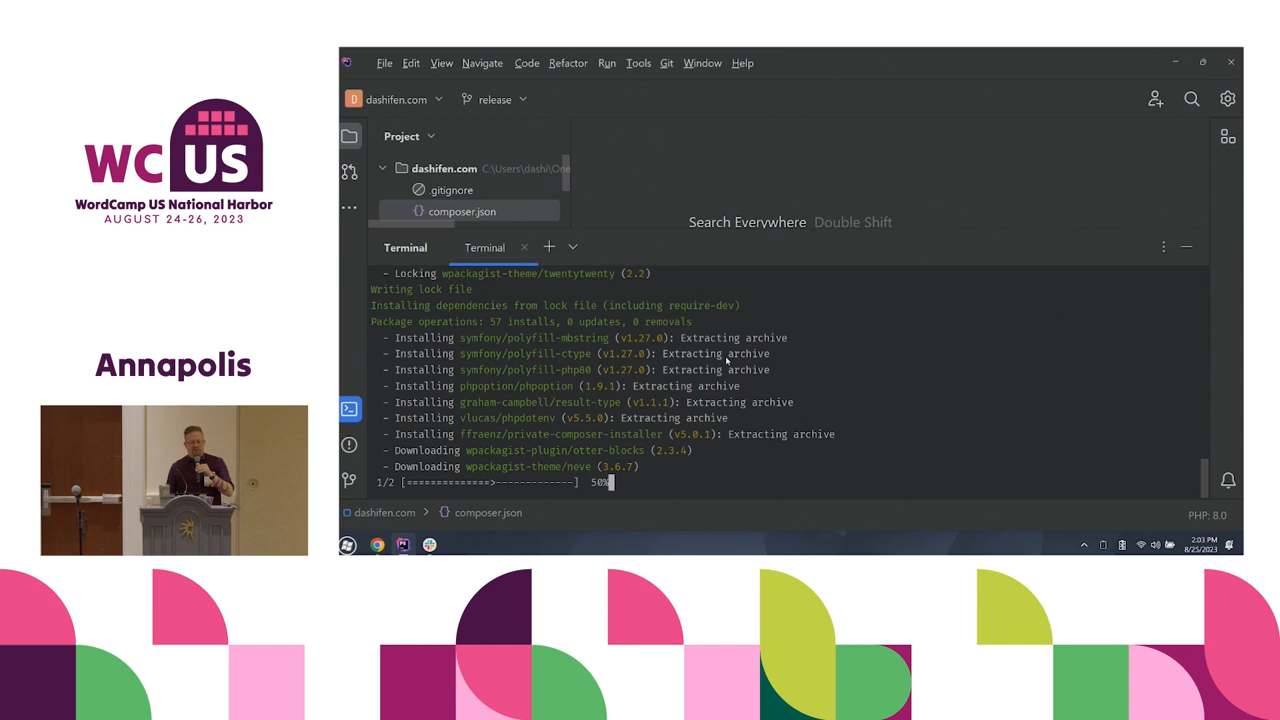 WC US
WordCamp US National Harbor
AUGUST 24-26, 2023
Annapolis
File Edit View Navigate Code Refactor Run Tools Git Window Help
D dashifen.com release
Project
dashifen.com C:\Users\dashi\One
.gitignore
{} composer.json
Search Everywhere Double Shift
Terminal Terminal
- Locking wpackagist-theme/twentytwenty (2.2)
Writing lock file
Installing dependencies from lock file (including require-dev)
Package operations: 57 installs, 0 updates, 0 removals
- Installing symfony/polyfill-mbstring (v1.27.0): Extracting archive
- Installing symfony/polyfill-ctype (v1.27.0): Extracting archive
- Installing symfony/polyfill-php80 (v1.27.0): Extracting archive
- Installing phpoption/phpoption (1.9.1): Extracting archive
- Installing graham-campbell/result-type (v1.1.1): Extracting archive
- Installing vlucas/phpdotenv (v5.5.0): Extracting archive
- Installing ffraenz/private-composer-installer (v5.0.1): Extracting archive
- Downloading wpackagist-plugin/otter-blocks (2.3.4)
- Downloading wpackagist-theme/neve (3.6.7)
1/2 [==============>-------------] 50%
dashifen.com > {} composer.json
PHP: 8.0
2:03 PM
8/25/2023